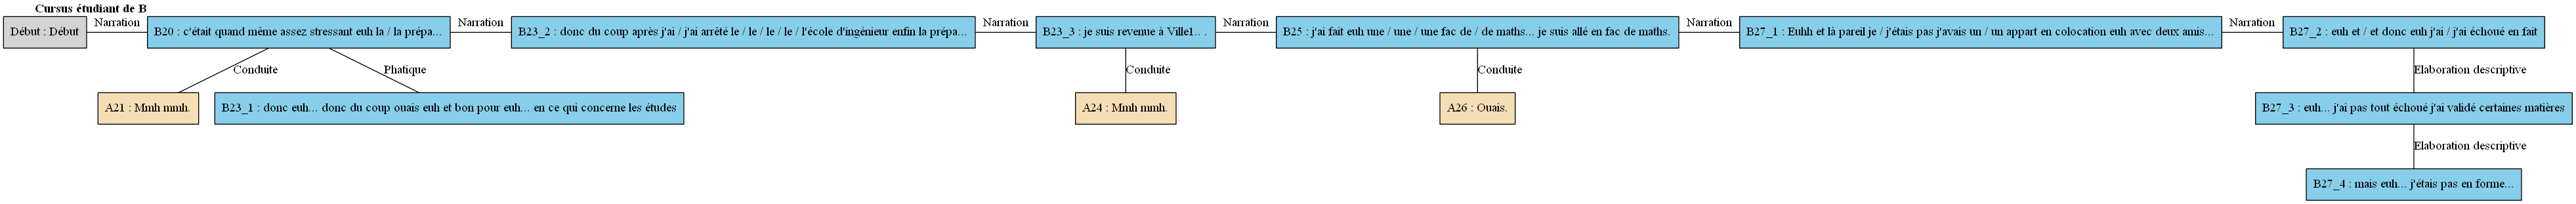 Cursus étudiant de B
Début : Début
Narration
B20 : c'était quand même assez stressant euh la / la prépa...
Narration
B23_2 : donc du coup après j'ai / j'ai arrêté le / le / le / le / l'école d'ingénieur enfin la prépa...
Narration
B23_3 : je suis revenue à Ville1.. .
Narration
B25 : j'ai fait euh une / une / une fac de / de maths... je suis allé en fac de maths.
Narration
B27_1 : Euhh et là pareil je / j'étais pas j'avais un / un appart en colocation euh avec deux amis...
Narration
B27_2 : euh et / et donc euh j'ai / j'ai échoué en fait
Conduite
Phatique
Conduite
Conduite
Elaboration descriptive
A21 : Mmh mmh.
B23_1 : donc euh... donc du coup ouais euh et bon pour euh... en ce qui concerne les études
A24 : Mmh mmh.
A26 : Ouais.
B27_3 : euh... j'ai pas tout échoué j'ai validé certaines matières
Elaboration descriptive
B27_4 : mais euh... j'étais pas en forme...